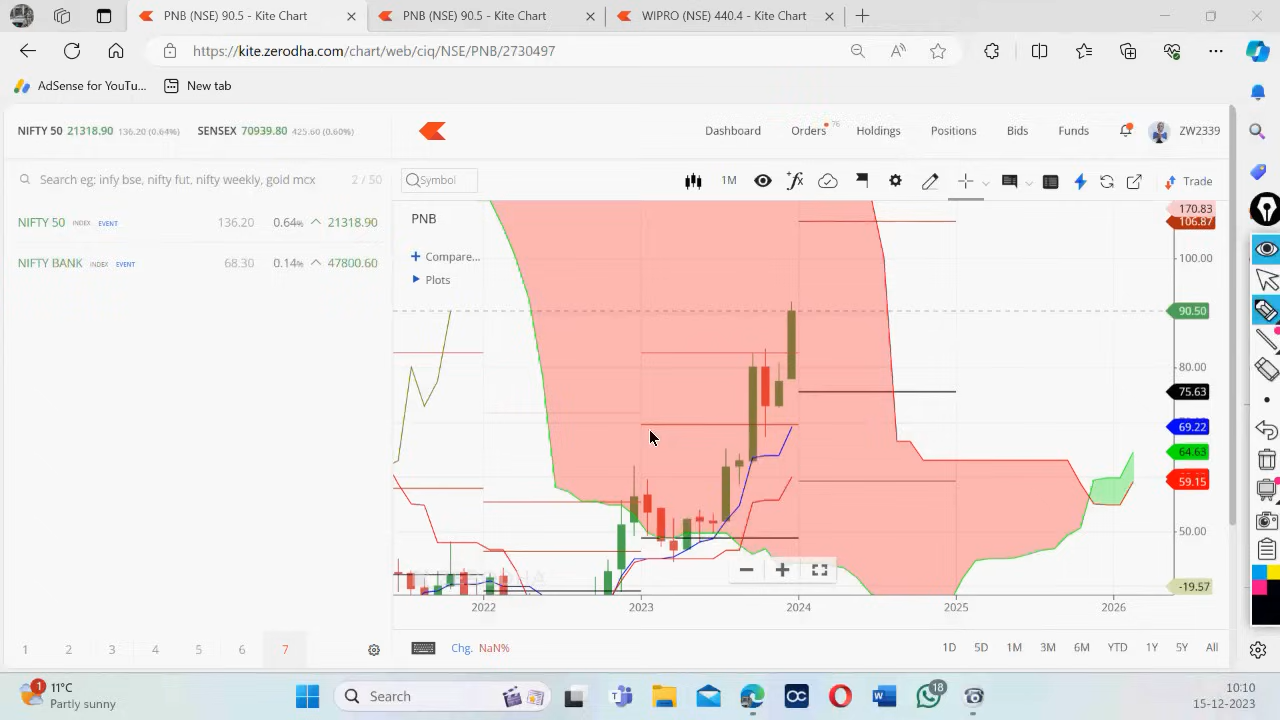 PNB (NSE) 90.5 - Kite Chart
PNB (NSE) 90.5 - Kite Chart
WIPRO (NSE) 440.4 - Kite Chart
https://kite.zerodha.com/chart/web/ciq/NSE/PNB/2730497
AdSense for YouTu...
New tab
NIFTY 50 21318.90 136.20 (0.64%)
SENSEX 70939.80 425.60 (0.60%)
Dashboard
Orders 76
Holdings
Positions
Bids
Funds
ZW2339
Search eg: infy bse, nifty fut, nifty weekly, gold mcx 2 / 50
NIFTY 50 INDEX EVENT 136.20 0.64% 21318.90
NIFTY BANK INDEX EVENT 68.30 0.14% 47800.60
Symbol
1M
Trade
PNB
Compare...
Plots
170.83
106.87
100.00
90.50
80.00
75.63
69.22
64.63
59.15
50.00
-19.57
2022 2023 2024 2025 2026
Chg. NaN%
1D 5D 1M 3M 6M YTD 1Y 5Y All
1 2 3 4 5 6 7
1
11°C
Partly sunny
Search
OC
18
10:10
15-12-2023